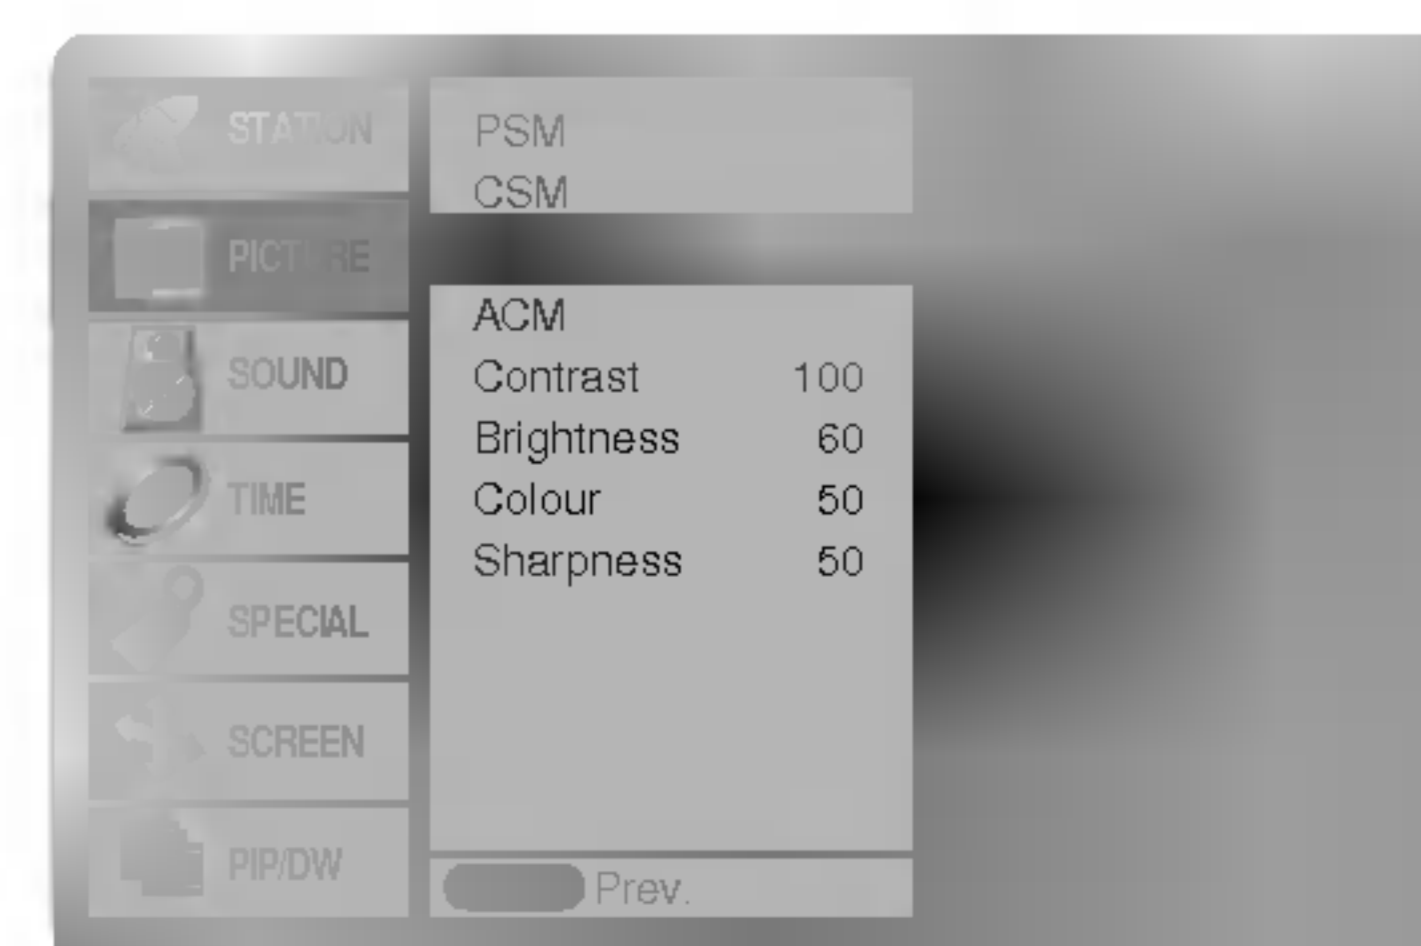 STATION
PICTURE
SOUND
TIME
SPECIAL
SCREEN
PIP/DW
PSM
CSM
ACM
Contrast 100
Brightness 60
Colour 50
Sharpness 50
Prev.